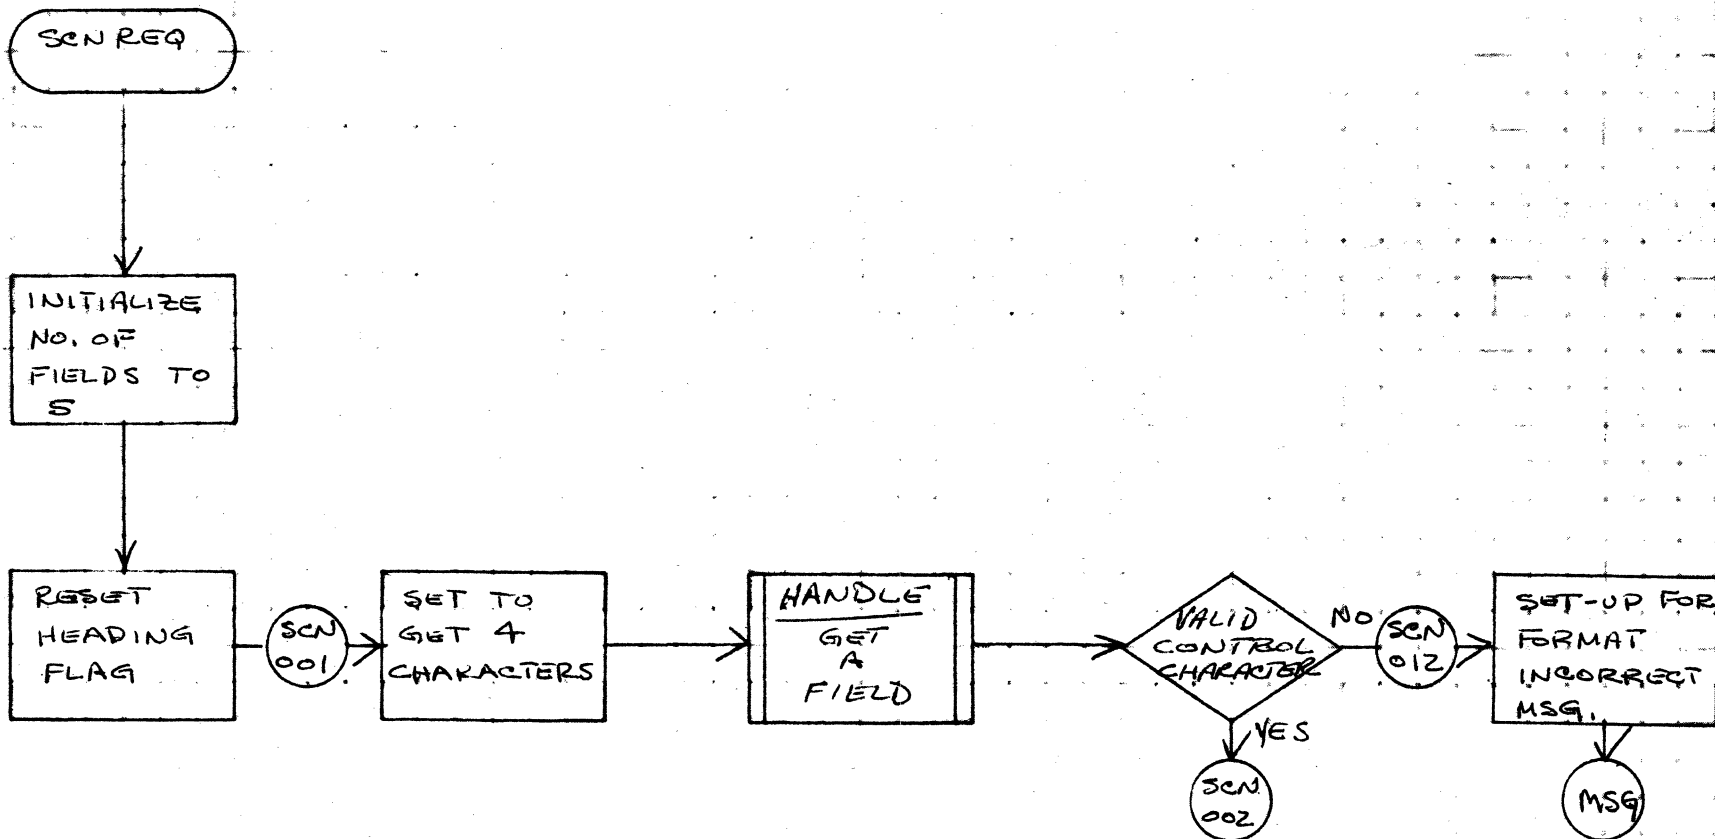 SCN REQ
INITIALIZE
NO. OF
FIELDS TO
5
RESET
HEADING
FLAG
SCN
001
SET TO
GET 4
CHARACTERS
HANDLE
GET
A
FIELD
VALID
CONTROL
CHARACTER
NO
YES
SCN
002
SCN
012
SET-UP FOR
FORMAT
INCORRECT
MSG.
MSG